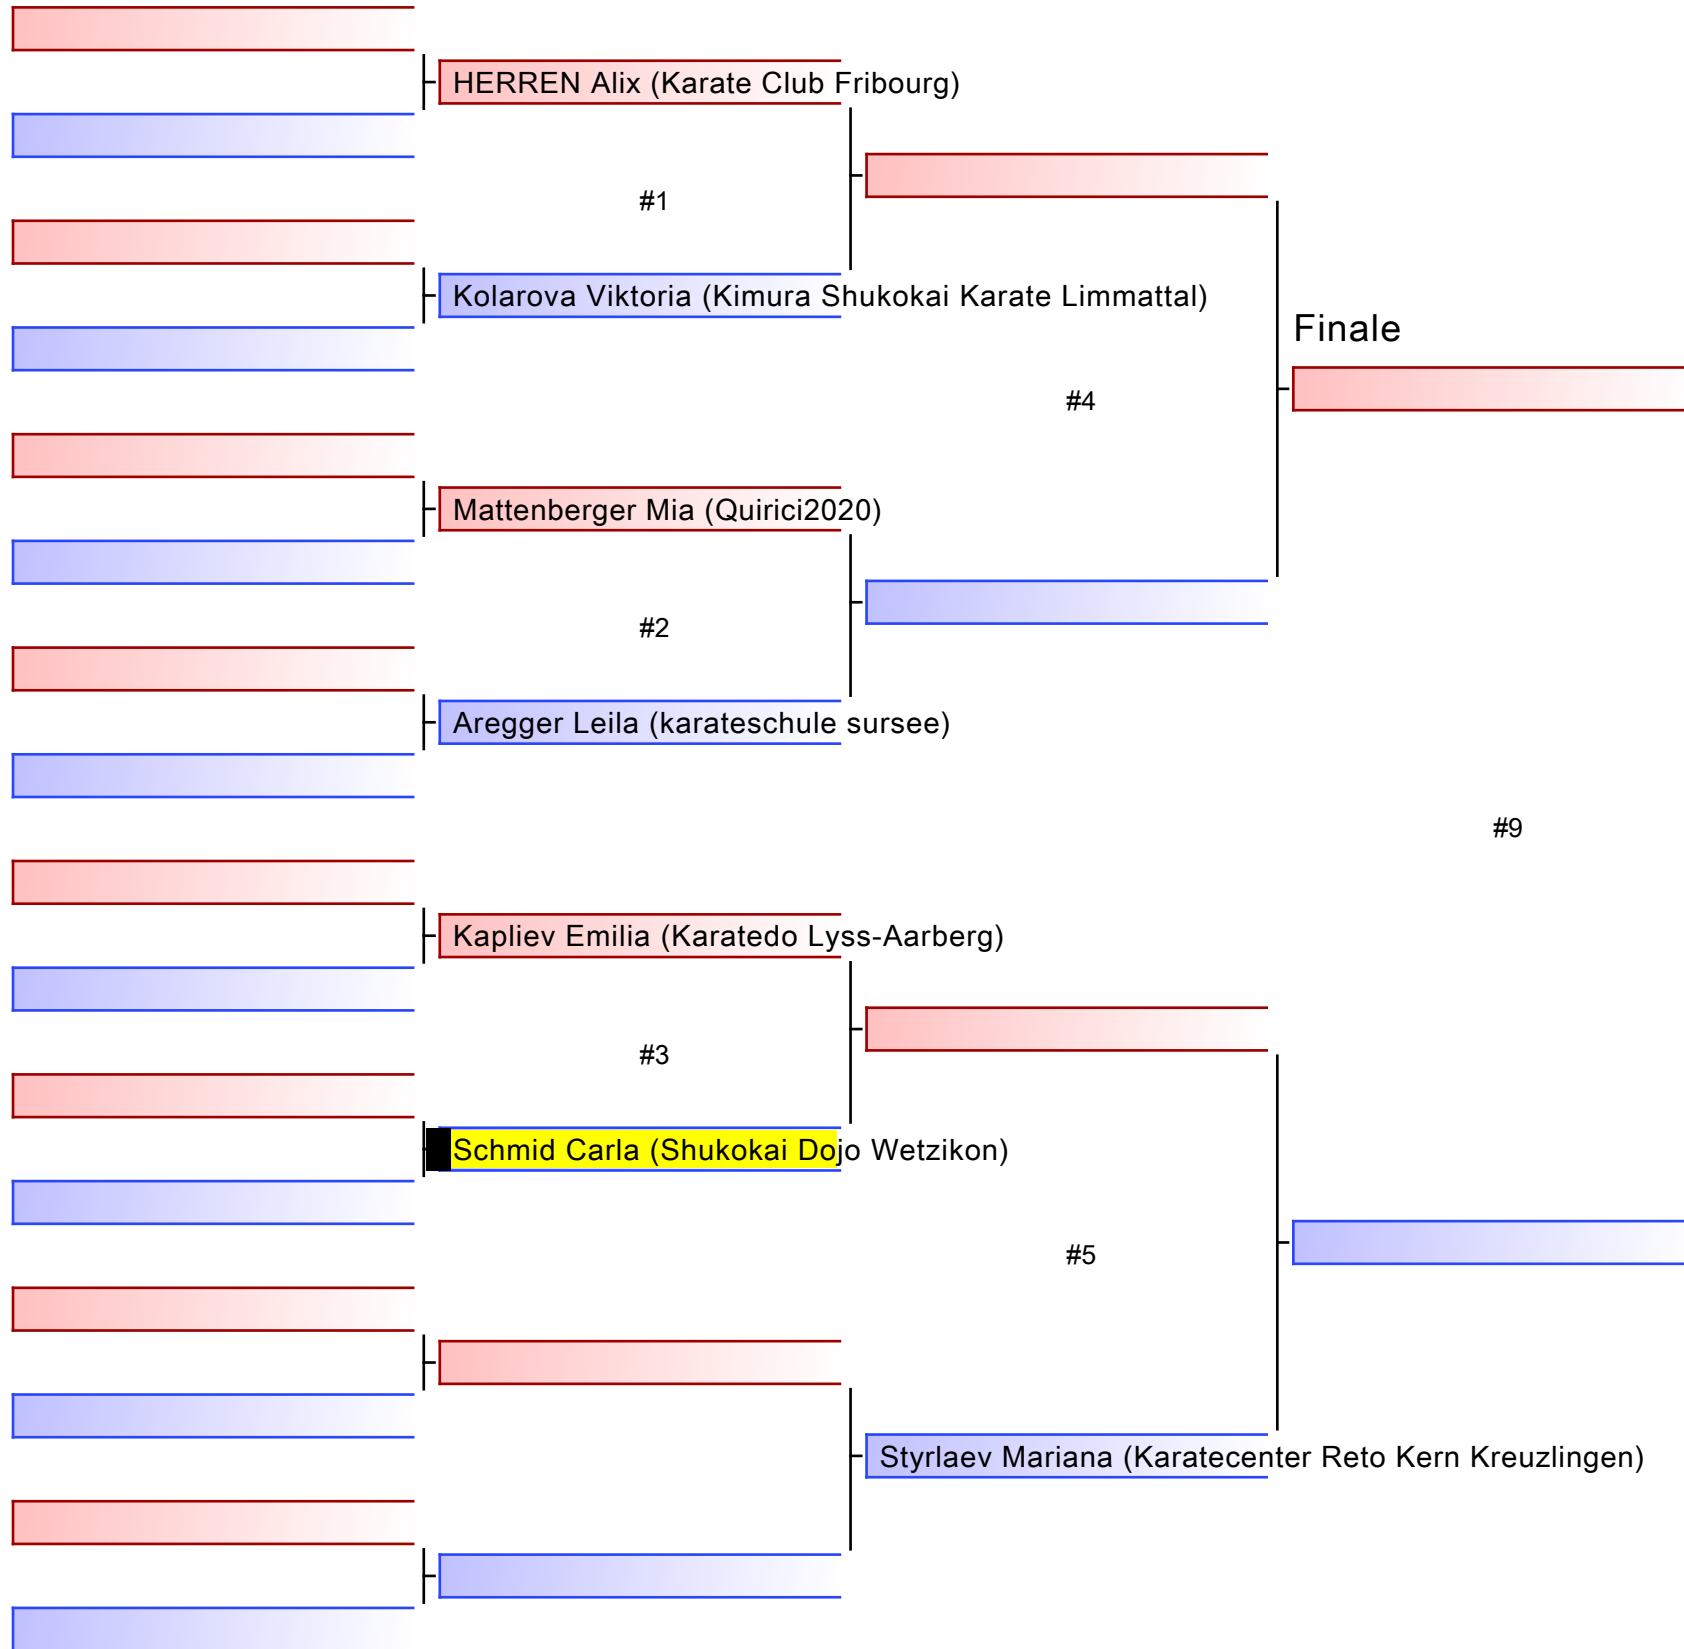 HERREN Alix (Karate Club Fribourg)
#1
Kolarova Viktoria (Kimura Shukokai Karate Limmattal)
Finale
#4
Mattenberger Mia (Quirici2020)
#2
Aregger Leila (karateschule sursee)
#9
Kapliev Emilia (Karatedo Lyss-Aarberg)
#3
Schmid Carla (Shukokai Dojo Wetzikon)
#5
Styrlaev Mariana (Karatecenter Reto Kern Kreuzlingen)